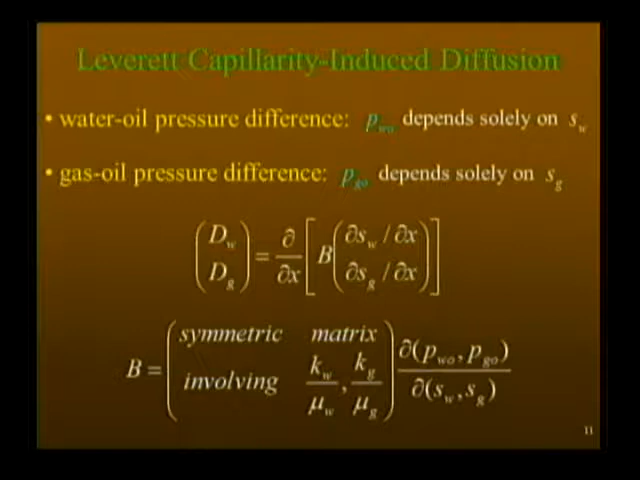 Leverett Capillarity-Induced Diffusion
• water-oil pressure difference: p_wo depends solely on s_w
• gas-oil pressure difference: p_go depends solely on s_g
(D_w D_g) = ∂/∂x [B (∂s_w / ∂x ∂s_g / ∂x)]
B = (symmetric matrix involving k_w/μ_w , k_g/μ_g) ∂(p_wo, p_go)/∂(s_w, s_g)
11